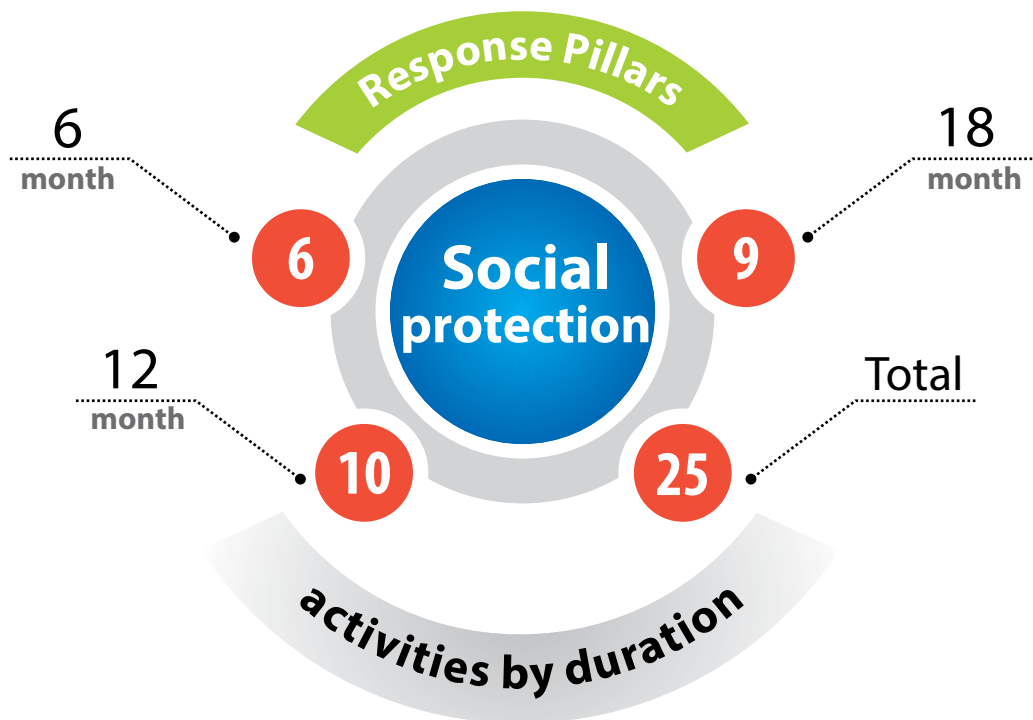 Response Pillars
6
month
6
18
month
9
Social
protection
12
month
10
Total
25
activities by duration